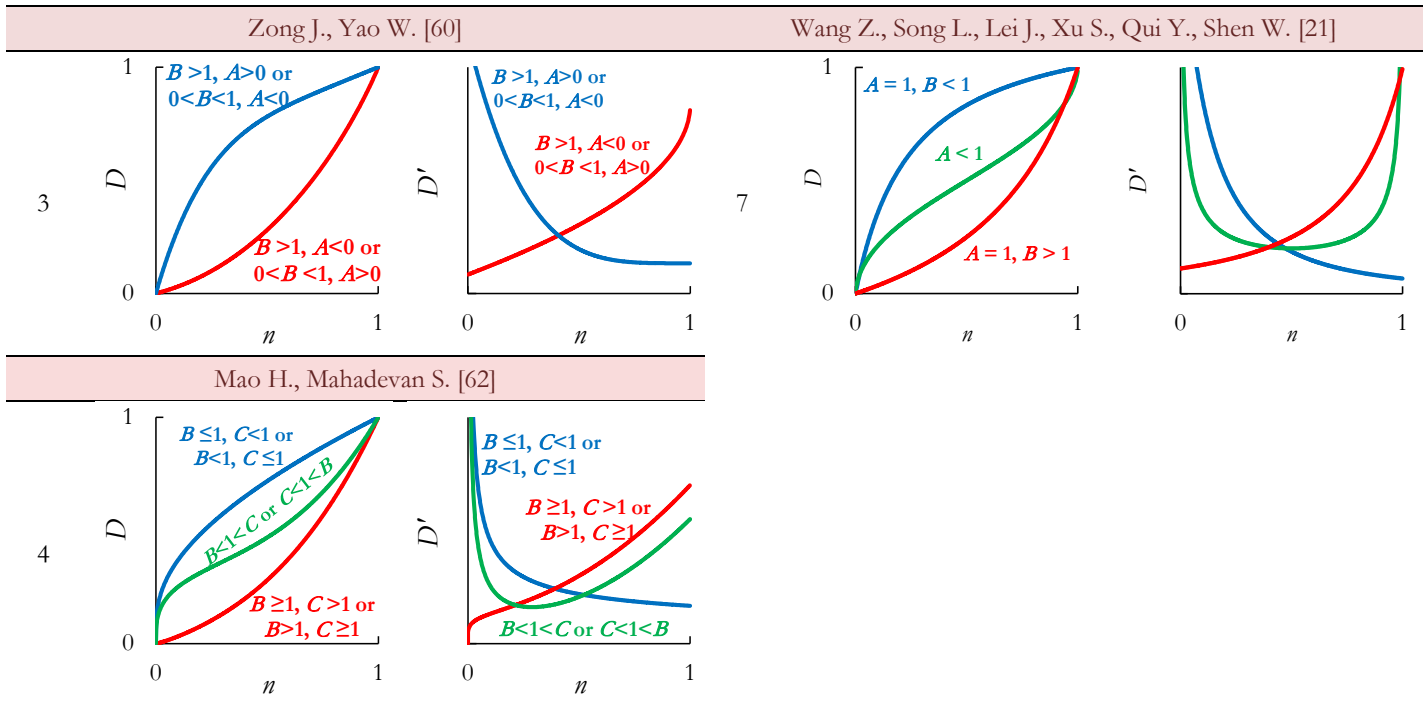 Zong J., Yao W. [60]
3
1
D
0
B >1, A>0 or
0<B<1, A<0
B >1, A<0 or
0<B <1, A>0
0
1
n
D'
B >1, A>0 or
0<B<1, A<0
B >1, A<0 or
0<B <1, A>0
0
1
n
Wang Z., Song L., Lei J., Xu S., Qui Y., Shen W. [21]
7
1
D
0
A = 1, B < 1
A < 1
A = 1, B > 1
0
1
n
D'
0
1
n
Mao H., Mahadevan S. [62]
4
1
D
0
B ≤1, C<1 or
B<1, C ≤1
B<1<C or C<1<B
B ≥1, C >1 or
B>1, C ≥1
0
1
n
D'
B ≤1, C<1 or
B<1, C ≤1
B ≥1, C >1 or
B>1, C ≥1
B<1<C or C<1<B
0
1
n